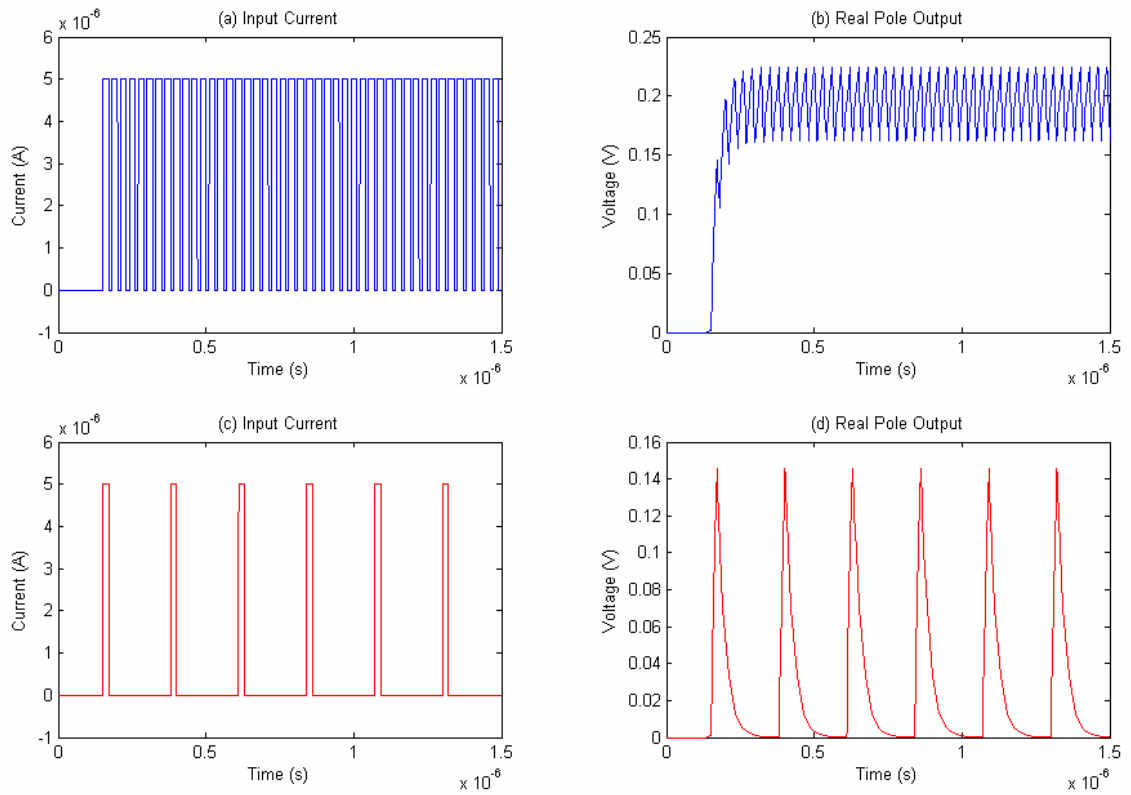 (a) Input Current
x 10^-6
6
5
4
3
2
1
0
-1
Current (A)
0 0.5 1 1.5
Time (s)
x 10^-6
(b) Real Pole Output
0.25
0.2
0.15
0.1
0.05
0
Voltage (V)
0 0.5 1 1.5
Time (s)
x 10^-6
(c) Input Current
x 10^-6
6
5
4
3
2
1
0
-1
Current (A)
0 0.5 1 1.5
Time (s)
x 10^-6
(d) Real Pole Output
0.16
0.14
0.12
0.1
0.08
0.06
0.04
0.02
0
Voltage (V)
0 0.5 1 1.5
Time (s)
x 10^-6